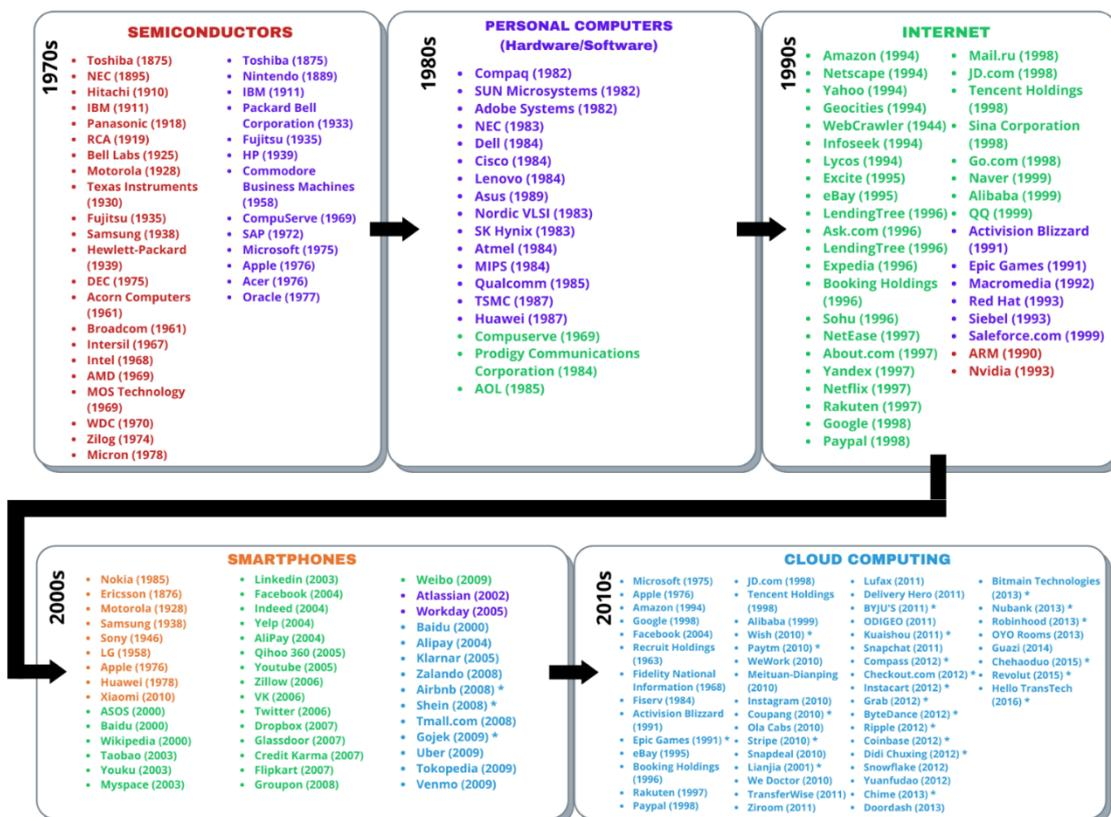 1970s
SEMICONDUCTORS
Toshiba (1875)
NEC (1895)
Hitachi (1910)
IBM (1911)
Panasonic (1918)
RCA (1919)
Bell Labs (1925)
Motorola (1928)
Texas Instruments
(1930)
Fujitsu (1935)
Samsung (1938)
Hewlett-Packard
(1939)
DEC (1975)
Acorn Computers
(1961)
Broadcom (1961)
Intersil (1967)
Intel (1968)
AMD (1969)
MOS Technology
(1969)
WDC (1970)
Zilog (1974)
Micron (1978)
Toshiba (1875)
Nintendo (1889)
IBM (1911)
Packard Bell
Corporation (1933)
Fujitsu (1935)
HP (1939)
Commodore
Business Machines
(1958)
CompuServe (1969)
SAP (1972)
Microsoft (1975)
Apple (1976)
Acer (1976)
Oracle (1977)
1980s
PERSONAL COMPUTERS
(Hardware/Software)
Compaq (1982)
SUN Microsystems (1982)
Adobe Systems (1982)
NEC (1983)
Dell (1984)
Cisco (1984)
Lenovo (1984)
Asus (1989)
Nordic VLSI (1983)
SK Hynix (1983)
Atmel (1984)
MIPS (1984)
Qualcomm (1985)
TSMC (1987)
Huawei (1987)
Compuserve (1969)
Prodigy Communications
Corporation (1984)
AOL (1985)
1990s
INTERNET
Amazon (1994)
Netscape (1994)
Yahoo (1994)
Geocities (1994)
WebCrawler (1944)
Infoseek (1994)
Lycos (1994)
Excite (1995)
eBay (1995)
LendingTree (1996)
Ask.com (1996)
LendingTree (1996)
Expedia (1996)
Booking Holdings
(1996)
Sohu (1996)
NetEase (1997)
About.com (1997)
Yandex (1997)
Netflix (1997)
Rakuten (1997)
Google (1998)
Paypal (1998)
Mail.ru (1998)
JD.com (1998)
Tencent Holdings
(1998)
Sina Corporation
(1998)
Go.com (1998)
Naver (1999)
Alibaba (1999)
QQ (1999)
Activision Blizzard
(1991)
Epic Games (1991)
Macromedia (1992)
Red Hat (1993)
Siebel (1993)
Saleforce.com (1999)
ARM (1990)
Nvidia (1993)
2000s
SMARTPHONES
Nokia (1985)
Ericsson (1876)
Motorola (1928)
Samsung (1938)
Sony (1946)
LG (1958)
Apple (1976)
Huawei (1978)
Xiaomi (2010)
ASOS (2000)
Baidu (2000)
Wikipedia (2000)
Taobao (2003)
Youku (2003)
Myspace (2003)
Linkedin (2003)
Facebook (2004)
Indeed (2004)
Yelp (2004)
AliPay (2004)
Qihoo 360 (2005)
Youtube (2005)
Zillow (2006)
VK (2006)
Twitter (2006)
Dropbox (2007)
Glassdoor (2007)
Credit Karma (2007)
Flipkart (2007)
Groupon (2008)
Weibo (2009)
Atlassian (2002)
Workday (2005)
Baidu (2000)
Alipay (2004)
Klarnar (2005)
Zalando (2008)
Airbnb (2008) *
Shein (2008) *
Tmall.com (2008)
Gojek (2009) *
Uber (2009)
Tokopedia (2009)
Venmo (2009)
2010s
CLOUD COMPUTING
Microsoft (1975)
Apple (1976)
Amazon (1994)
Google (1998)
Facebook (2004)
Recruit Holdings
(1963)
Fidelity National
Information (1968)
Fiserv (1984)
Activision Blizzard
(1991)
Epic Games (1991) *
eBay (1995)
Booking Holdings
(1996)
Rakuten (1997)
Paypal (1998)
JD.com (1998)
Tencent Holdings
(1998)
Alibaba (1999)
Wish (2010) *
Paytm (2010) *
WeWork (2010)
Meituan-Dianping
(2010)
Instagram (2010)
Coupang (2010) *
Ola Cabs (2010)
Stripe (2010) *
Snapdeal (2010)
Lianjia (2001) *
We Doctor (2010)
TransferWise (2011)
Ziroom (2011)
Lufax (2011)
Delivery Hero (2011)
BYJU'S (2011) *
ODIGEO (2011)
Kuaishou (2011) *
Snapchat (2011)
Compass (2012) *
Checkout.com (2012) *
Instacart (2012) *
Grab (2012) *
ByteDance (2012) *
Ripple (2012) *
Coinbase (2012) *
Didi Chuxing (2012) *
Snowflake (2012)
Yuanfudao (2012)
Chime (2013) *
Doordash (2013)
Bitmain Technologies
(2013) *
Nubank (2013) *
Robinhood (2013) *
OYO Rooms (2013)
Guazi (2014)
Chehaoduo (2015) *
Revolut (2015) *
Hello TransTech
(2016) *